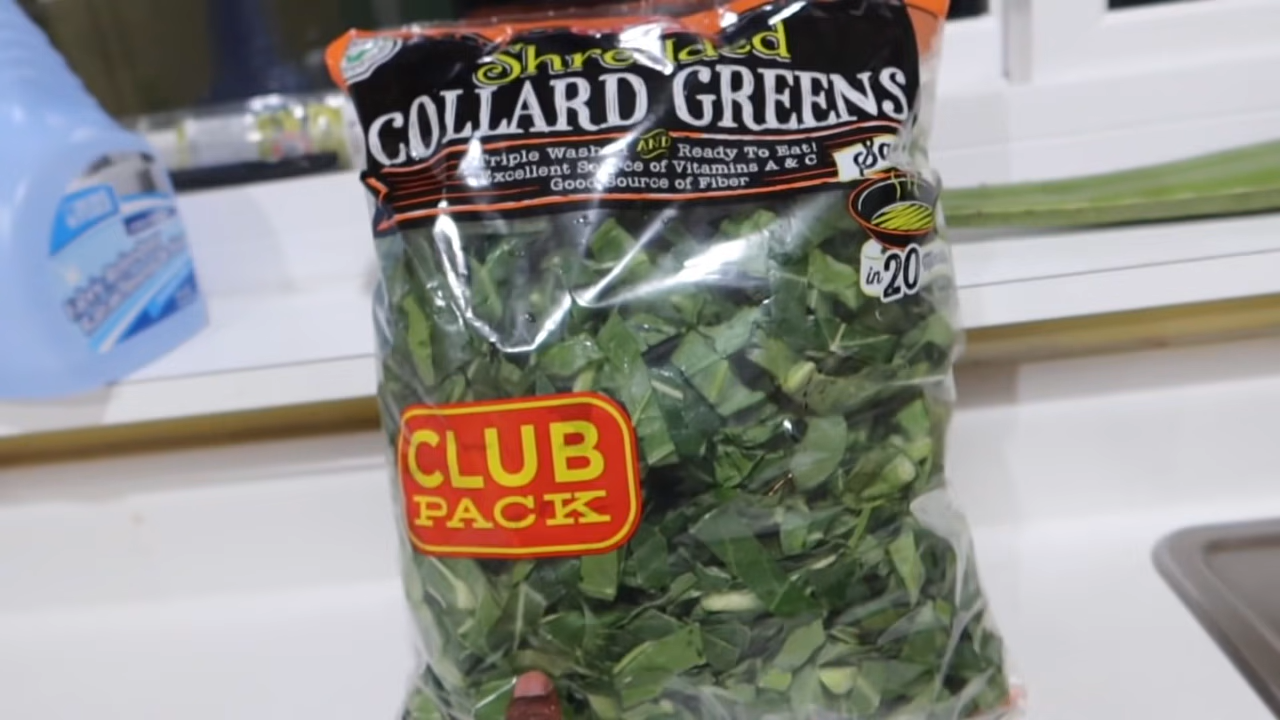 Shredded
COLLARD GREENS
Triple Washed AND Ready To Eat!
Excellent Source of Vitamins A & C
Good Source of Fiber
in 20
CLUB
PACK